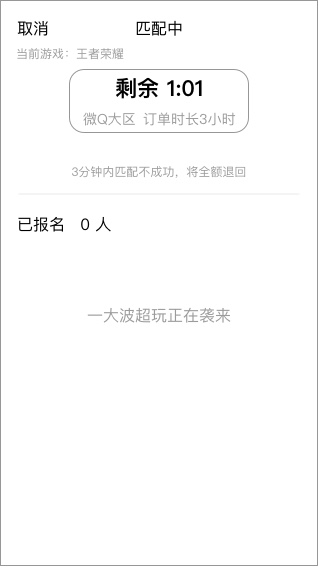 取消 匹配中
当前游戏：王者荣耀
剩余 1:01
微Q大区 订单时长3小时
3分钟内匹配不成功，将全额退回
已报名 0 人
一大波超玩正在袭来